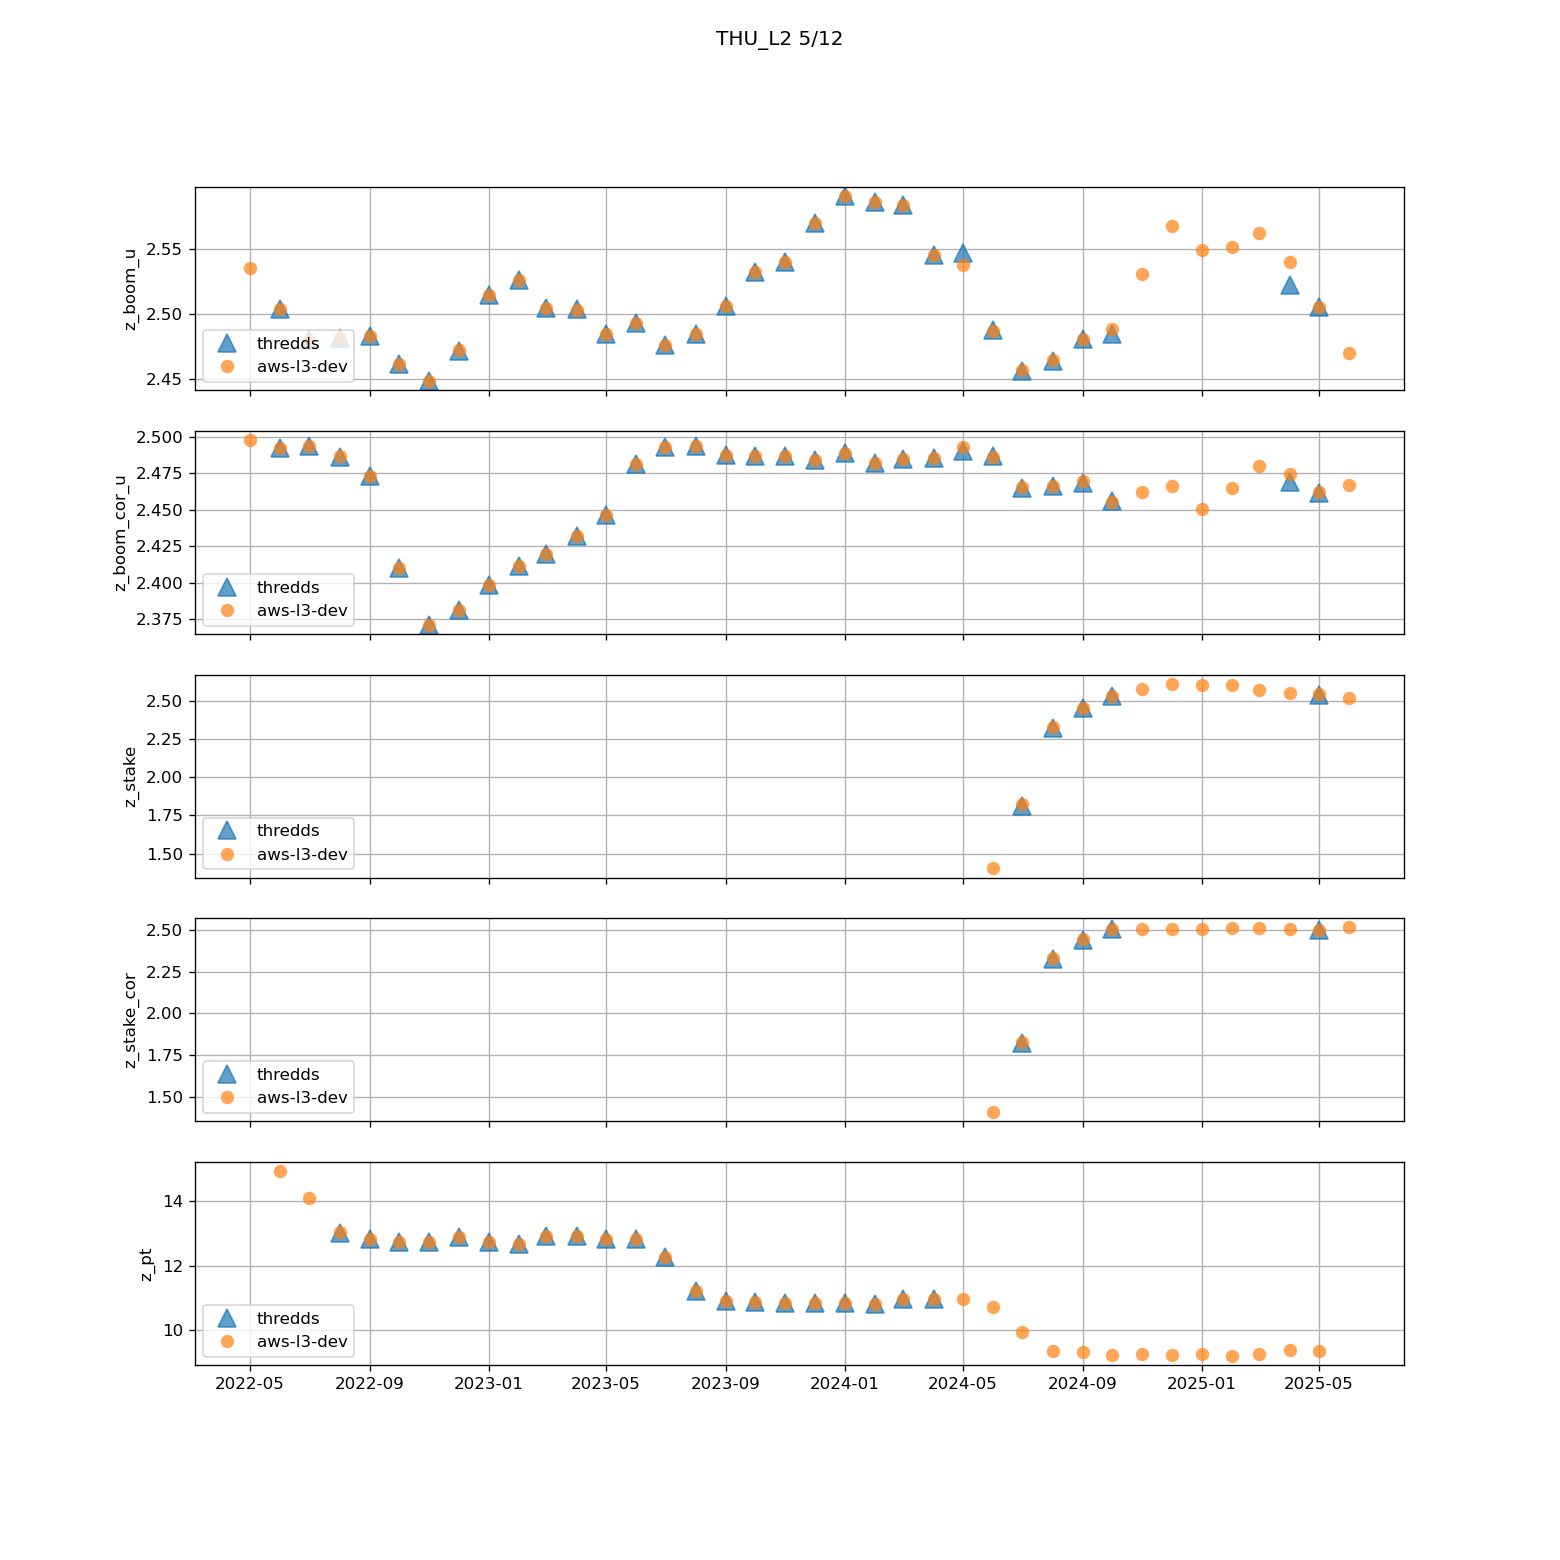 THU_L2 5/12
z_boom_u
2.55
2.50
2.45
thredds
aws-l3-dev
z_boom_cor_u
2.500
2.475
2.450
2.425
2.400
2.375
thredds
aws-l3-dev
z_stake
2.50
2.25
2.00
1.75
1.50
thredds
aws-l3-dev
z_stake_cor
2.50
2.25
2.00
1.75
1.50
thredds
aws-l3-dev
z_pt
14
12
10
thredds
aws-l3-dev
2022-05 2022-09 2023-01 2023-05 2023-09 2024-01 2024-05 2024-09 2025-01 2025-05